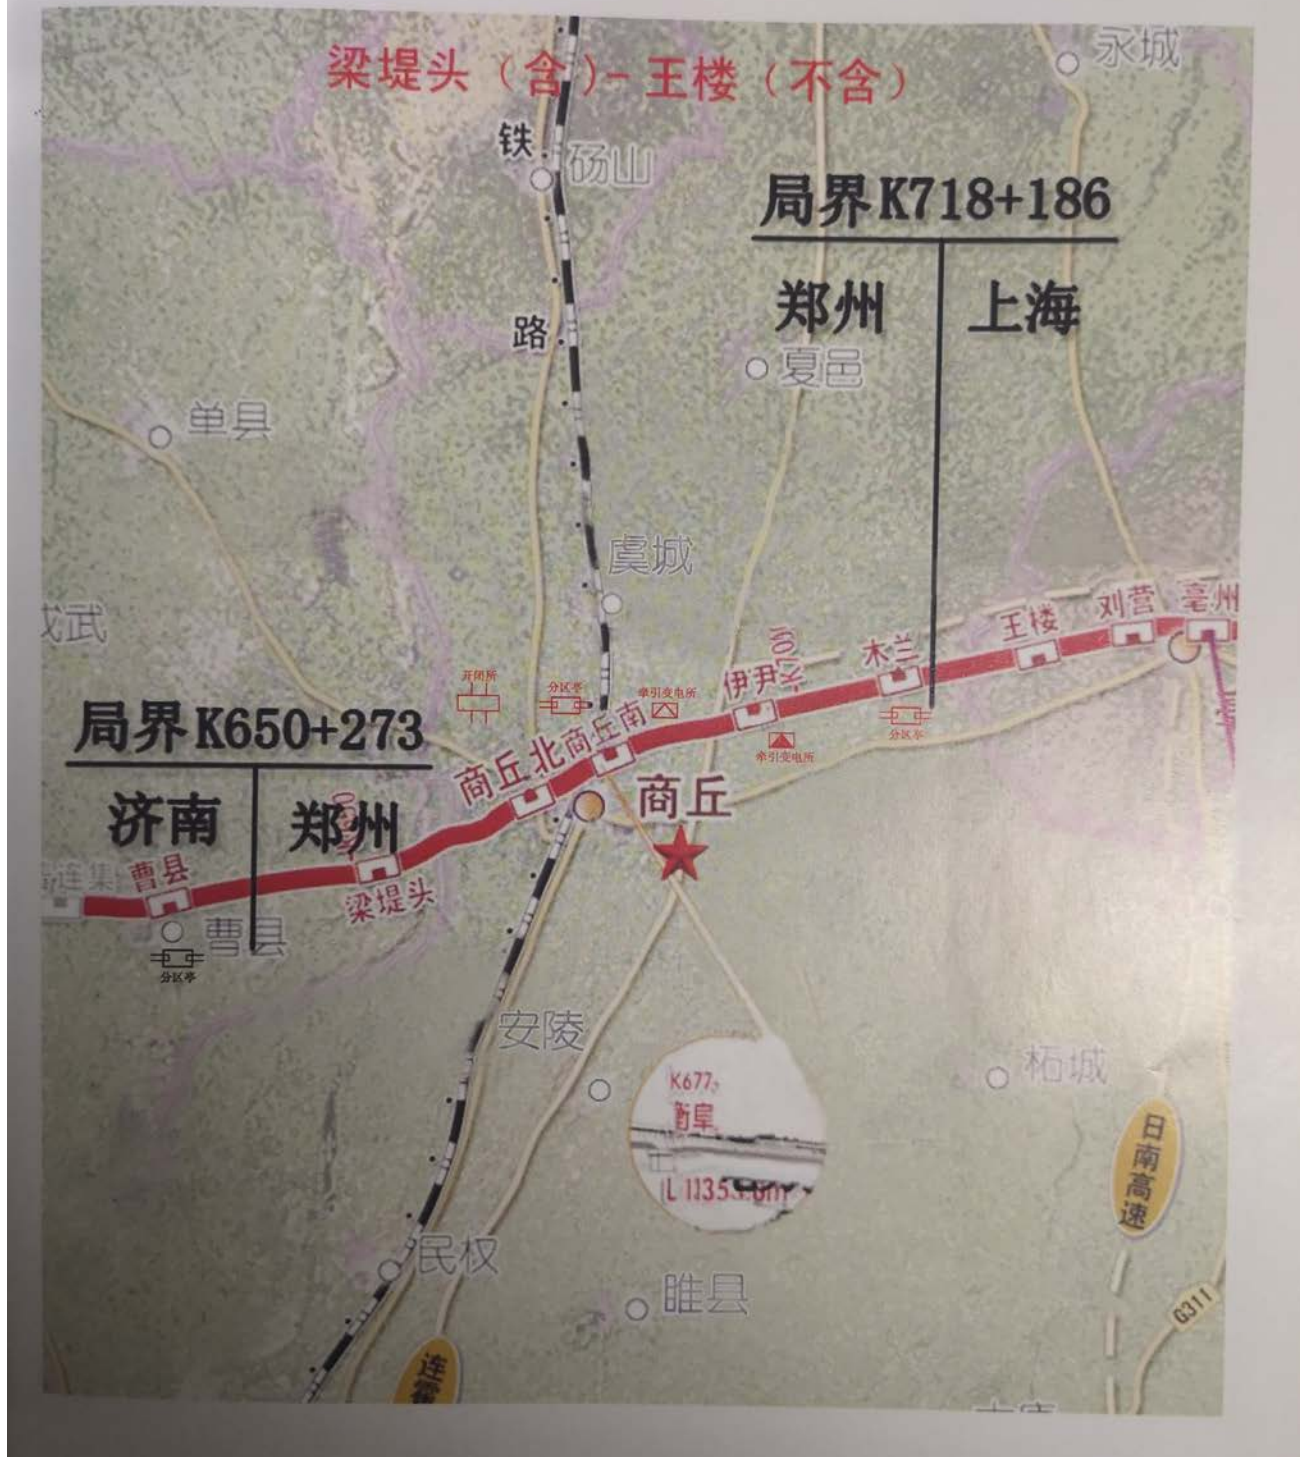 梁堤头（含）- 王楼（不含）
永城
铁
砀山
局界K718+186
郑州
上海
路
夏邑
单县
虞城
成武
刘营
亳州
王楼
木兰
伊尹
开闭所
分区亭
牵引变电所
局界K650+273
商丘北
商丘南
分区亭
牵引变电所
济南
郑州
商丘
曹县
梁堤头
曹县
分区亭
安陵
柘城
K677
衡阜
日南高速
民权
睢县
G311
连霍